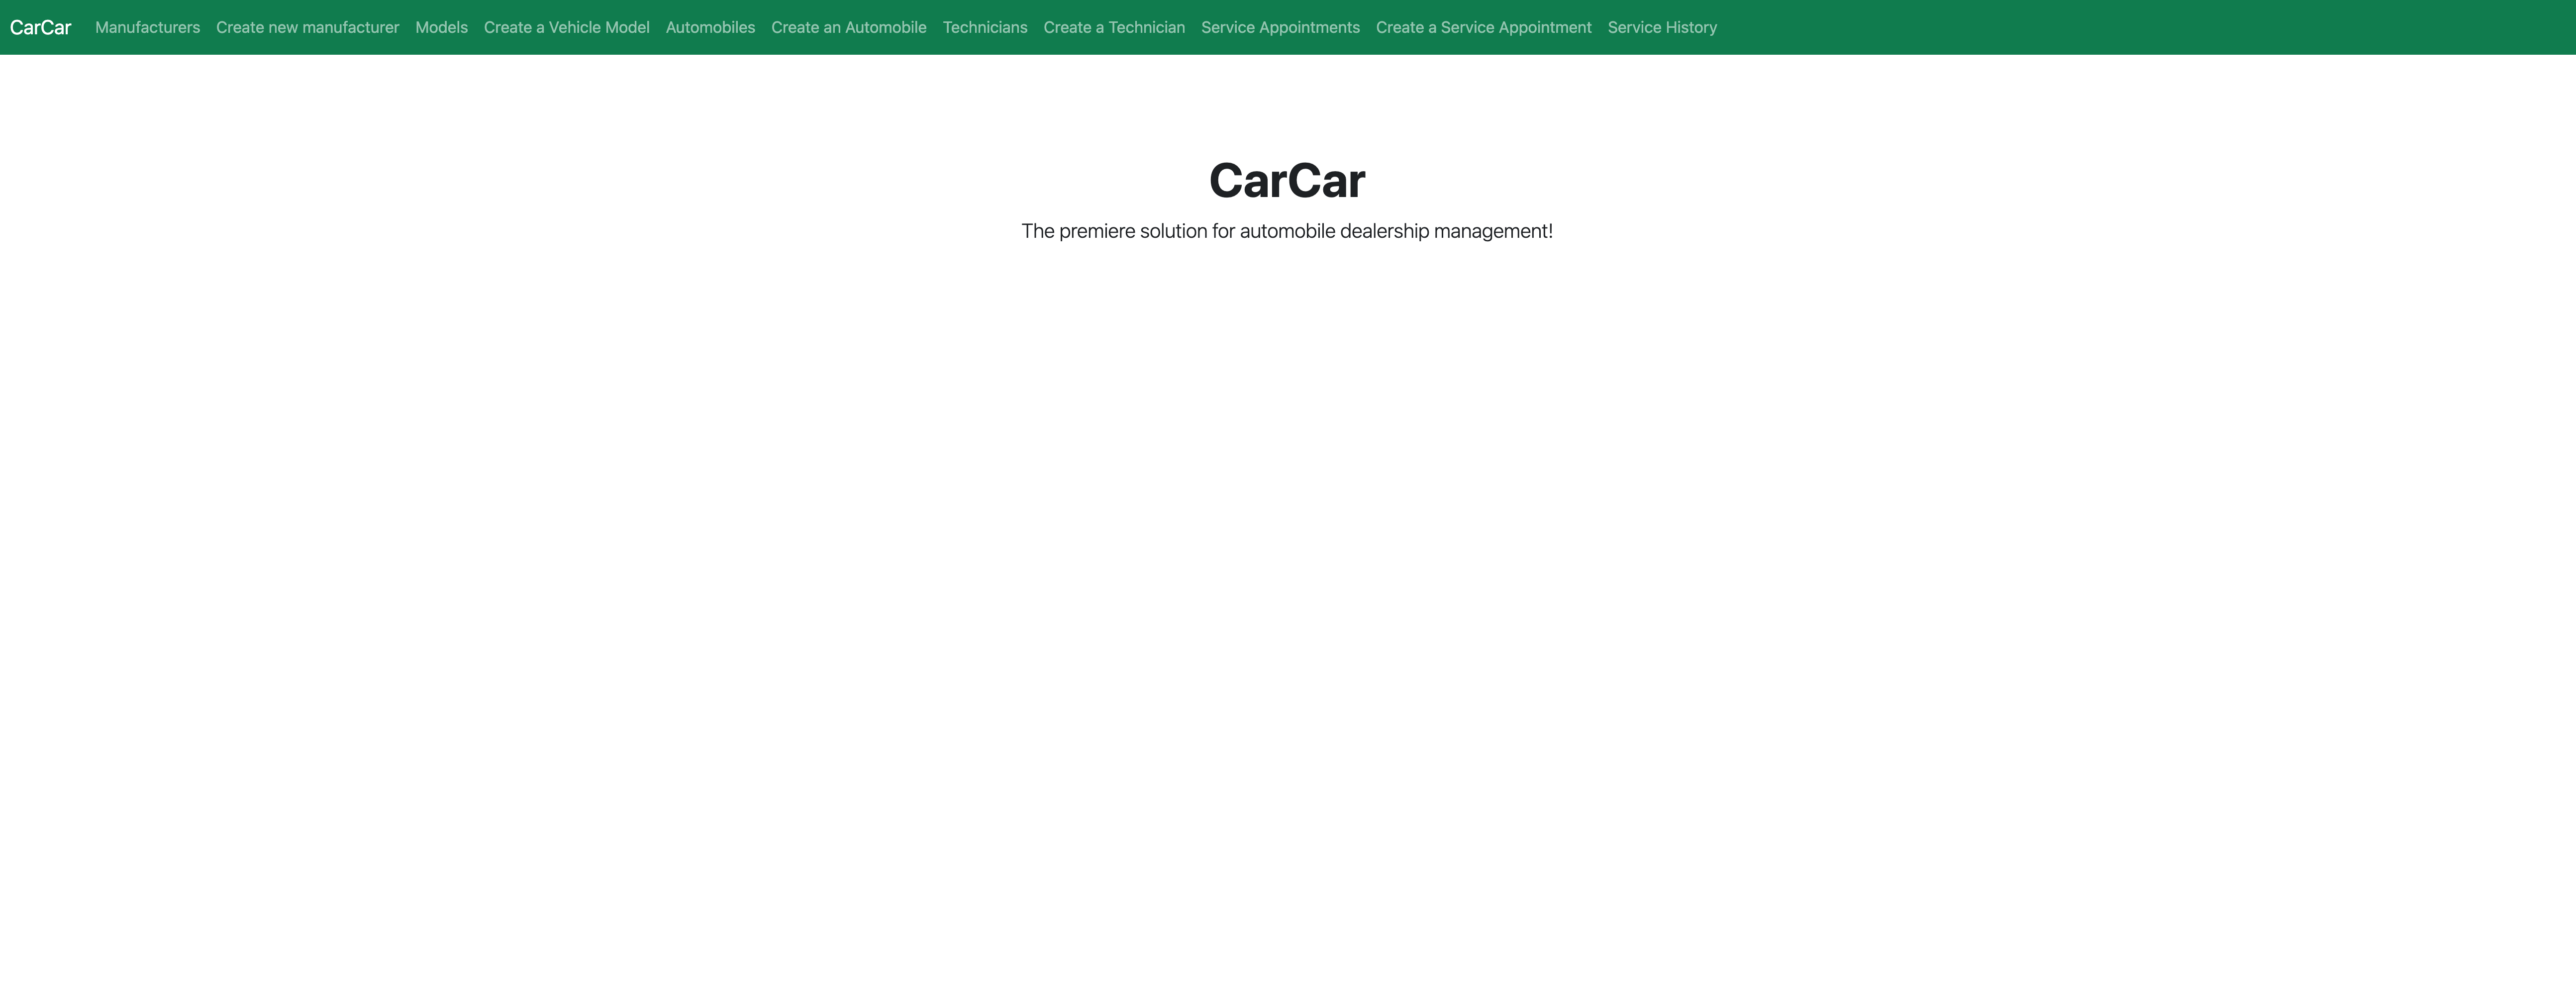 CarCar Manufacturers Create new manufacturer Models Create a Vehicle Model Automobiles Create an Automobile Technicians Create a Technician Service Appointments Create a Service Appointment Service History
CarCar
The premiere solution for automobile dealership management!